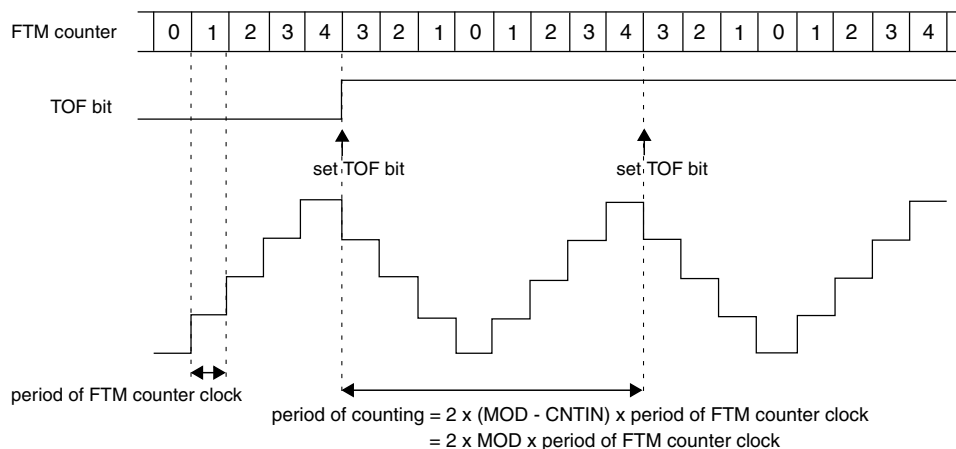 FTM counter 0 1 2 3 4 3 2 1 0 1 2 3 4 3 2 1 0 1 2 3 4
TOF bit
set TOF bit set TOF bit
period of FTM counter clock
period of counting = 2 x (MOD - CNTIN) x period of FTM counter clock
= 2 x MOD x period of FTM counter clock